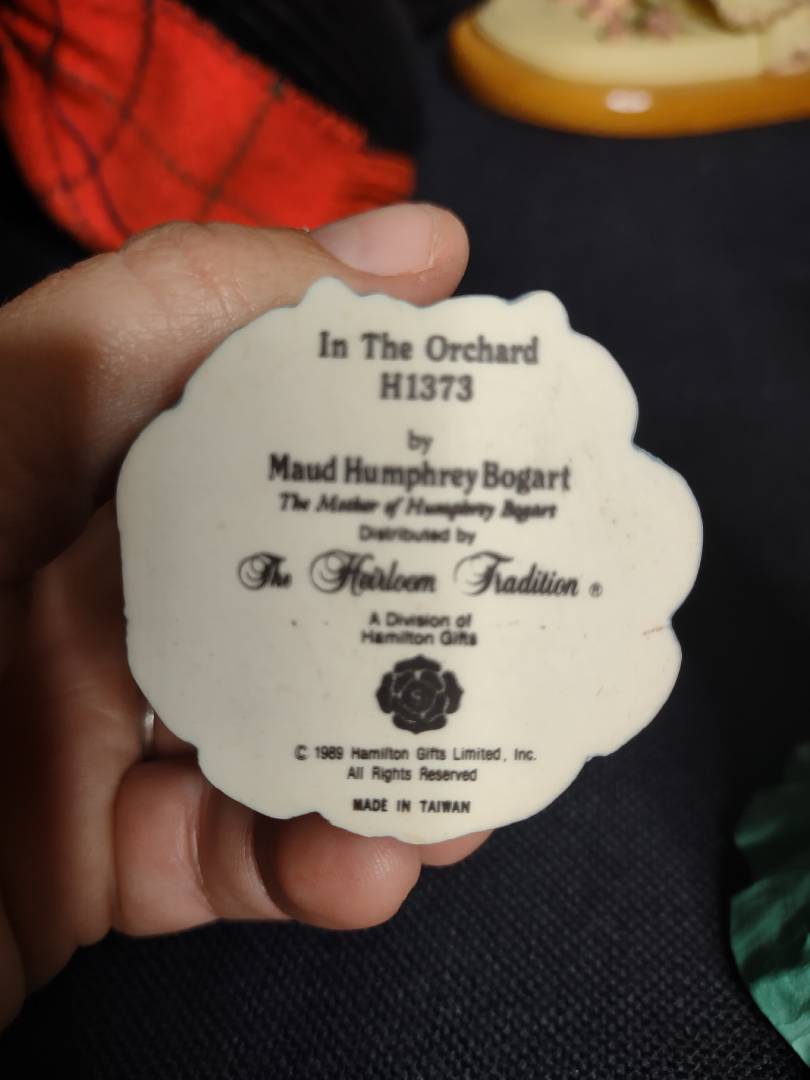 In The Orchard
H1373
by
Maud Humphrey Bogart
The Mother of Humphrey Bogart
Distributed by
The Heirloom Tradition ®
A Division of
Hamilton Gifts
© 1989 Hamilton Gifts Limited, Inc.
All Rights Reserved
MADE IN TAIWAN